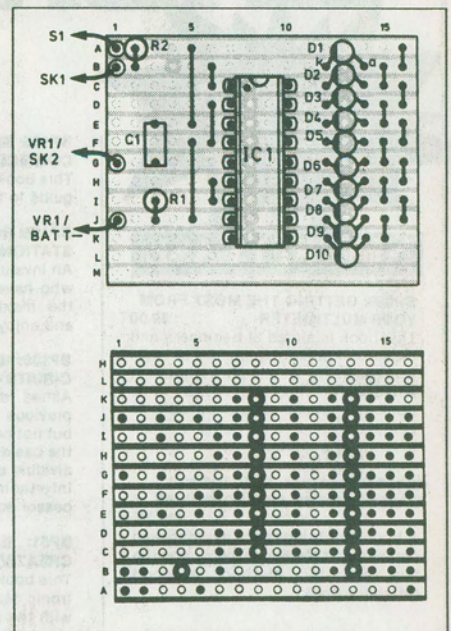 1 5 10 15
S1
SK1
VR1/
SK2
VR1/
BATT—
A
B
C
D
E
F
G
H
I
J
K
L
M
R2
C1
R1
IC1
D1
k a
D2
D3
D4
D5
D6
D7
D8
D9
D10
1 5 10 15
M
L
K
J
I
H
G
F
E
D
C
B
A